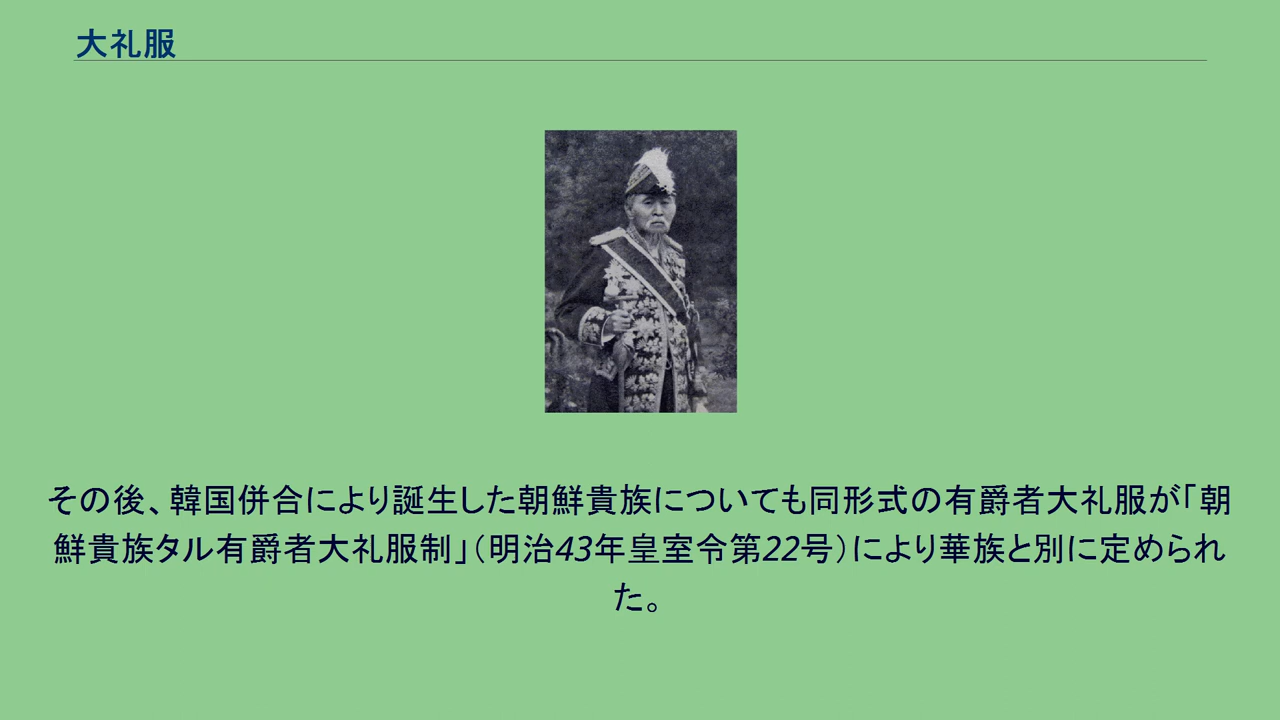 大礼服
その後、韓国併合により誕生した朝鮮貴族についても同形式の有爵者大礼服が「朝
鮮貴族タル有爵者大礼服制」（明治43年皇室令第22号）により華族と別に定められ
た。